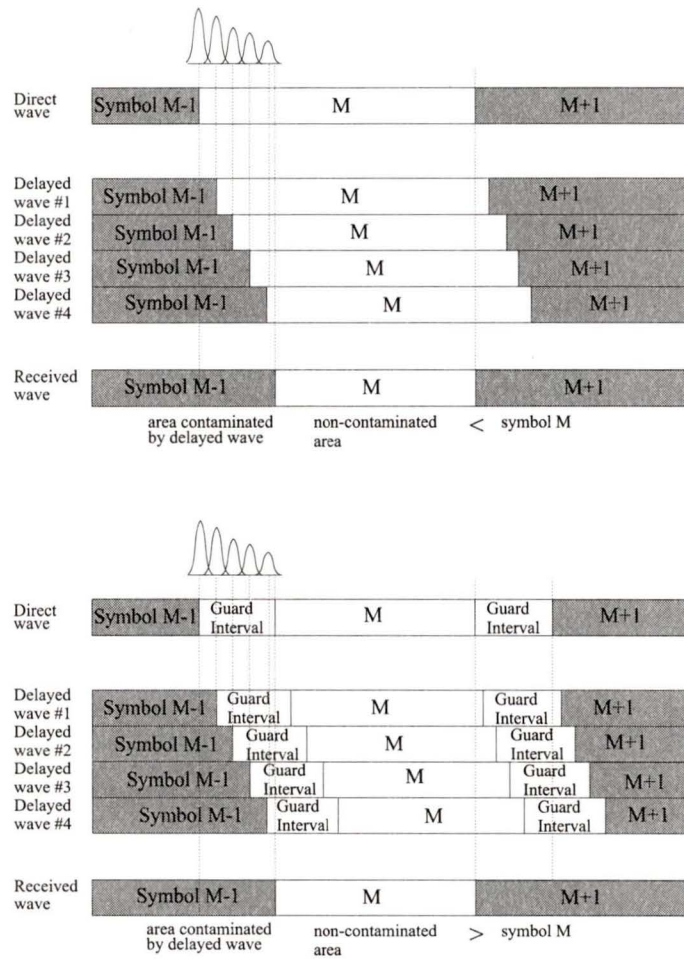 Direct
wave
Symbol M-1 M M+1
Delayed
wave #1
Symbol M-1 M M+1
Delayed
wave #2
Symbol M-1 M M+1
Delayed
wave #3
Symbol M-1 M M+1
Delayed
wave #4
Symbol M-1 M M+1
Received
wave
Symbol M-1 M M+1
area contaminated
by delayed wave
non-contaminated
area
< symbol M
Direct
wave
Symbol M-1
Guard
Interval
M
Guard
Interval
M+1
Delayed
wave #1
Symbol M-1
Guard
Interval
M
Guard
Interval
M+1
Delayed
wave #2
Symbol M-1
Guard
Interval
M
Guard
Interval
M+1
Delayed
wave #3
Symbol M-1
Guard
Interval
M
Guard
Interval
M+1
Delayed
wave #4
Symbol M-1
Guard
Interval
M
Guard
Interval
M+1
Received
wave
Symbol M-1 M M+1
area contaminated
by delayed wave
non-contaminated
area
> symbol M